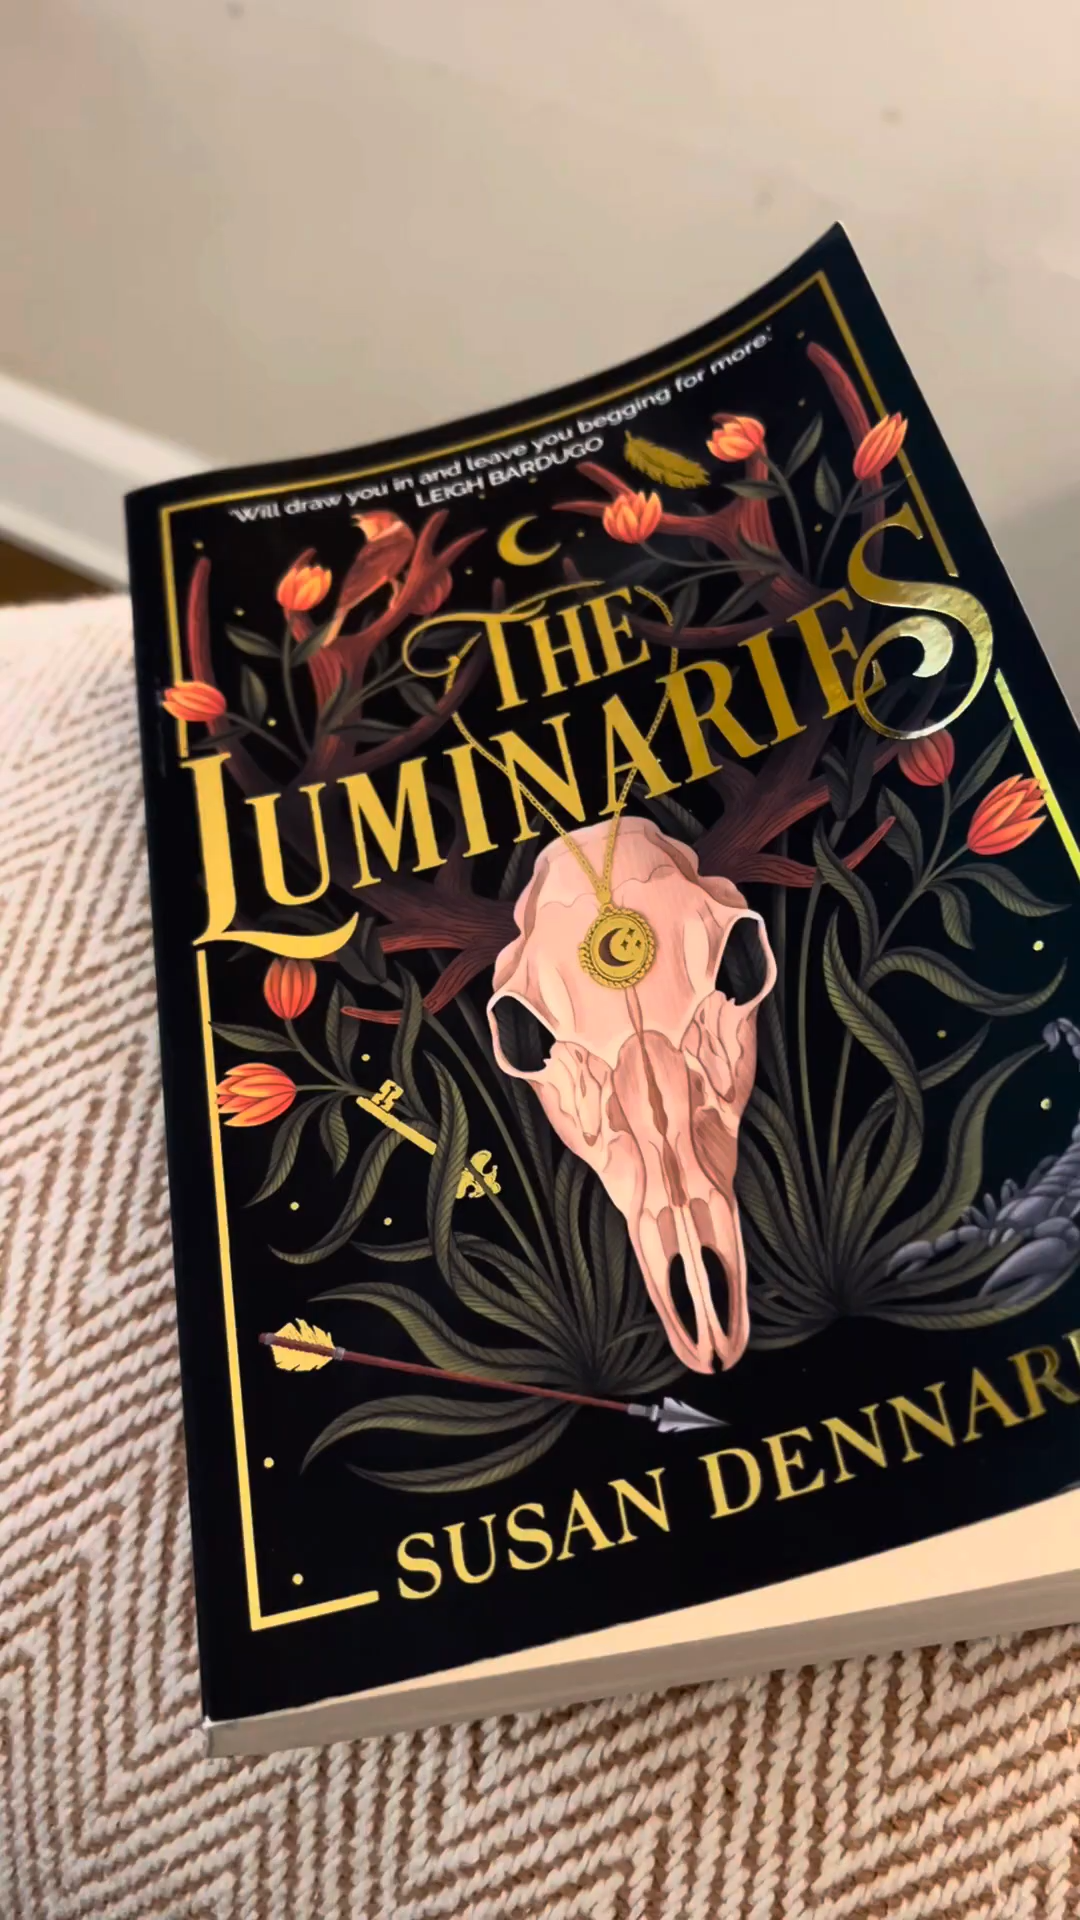 'Will draw you in and leave you begging for more.'
LEIGH BARDUGO
THE
LUMINARIES
SUSAN DENNAR